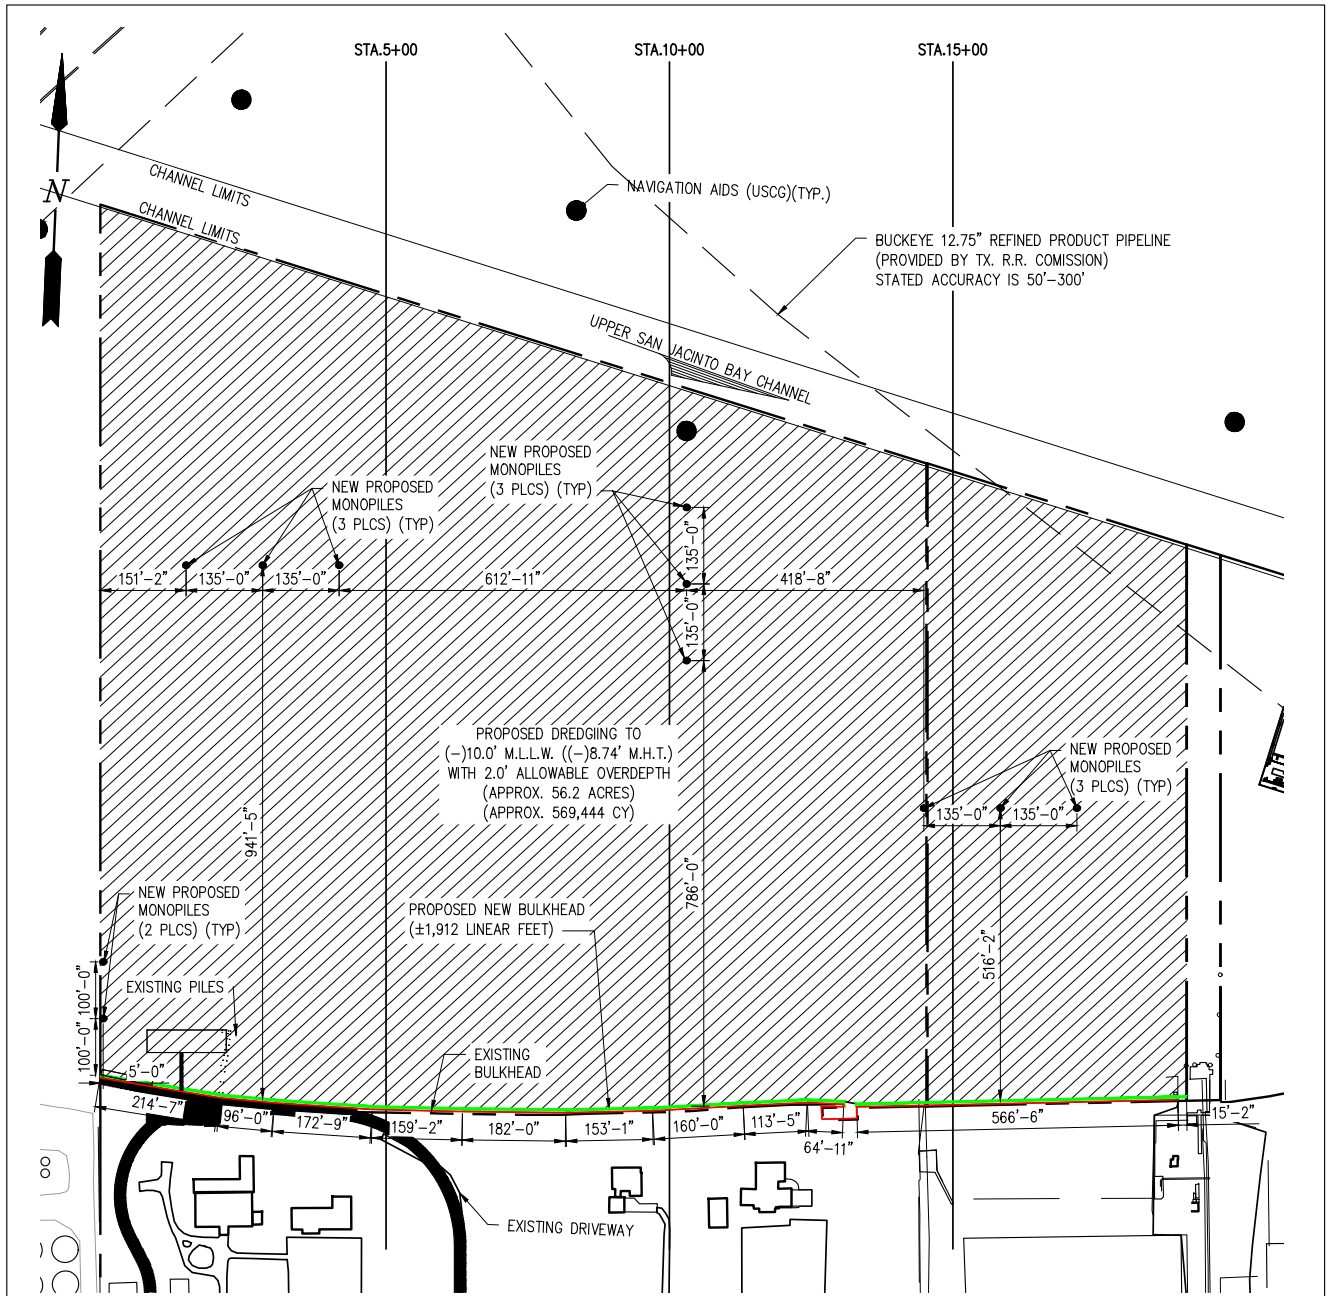 STA.5+00
STA.10+00
STA.15+00
N
CHANNEL LIMITS
CHANNEL LIMITS
NAVIGATION AIDS (USCG)(TYP.)
BUCKEYE 12.75" REFINED PRODUCT PIPELINE
(PROVIDED BY TX. R.R. COMISSION)
STATED ACCURACY IS 50'-300'
UPPER SAN JACINTO BAY CHANNEL
NEW PROPOSED
MONOPILES
(3 PLCS) (TYP)
NEW PROPOSED
MONOPILES
(3 PLCS) (TYP)
135'-0"
135'-0"
151'-2"
135'-0"
135'-0"
612'-11"
418'-8"
PROPOSED DREDGIING TO
(-)10.0' M.L.L.W. ((-)8.74' M.H.T.)
WITH 2.0' ALLOWABLE OVERDEPTH
(APPROX. 56.2 ACRES)
(APPROX. 569,444 CY)
NEW PROPOSED
MONOPILES
(3 PLCS) (TYP)
135'-0"
135'-0"
941'-5"
786'-0"
516'-2"
NEW PROPOSED
MONOPILES
(2 PLCS) (TYP)
PROPOSED NEW BULKHEAD
(±1,912 LINEAR FEET)
100'-0"
100'-0"
EXISTING PILES
EXISTING
BULKHEAD
5'-0"
214'-7"
96'-0"
172'-9"
159'-2"
182'-0"
153'-1"
160'-0"
113'-5"
64'-11"
566'-6"
15'-2"
EXISTING DRIVEWAY